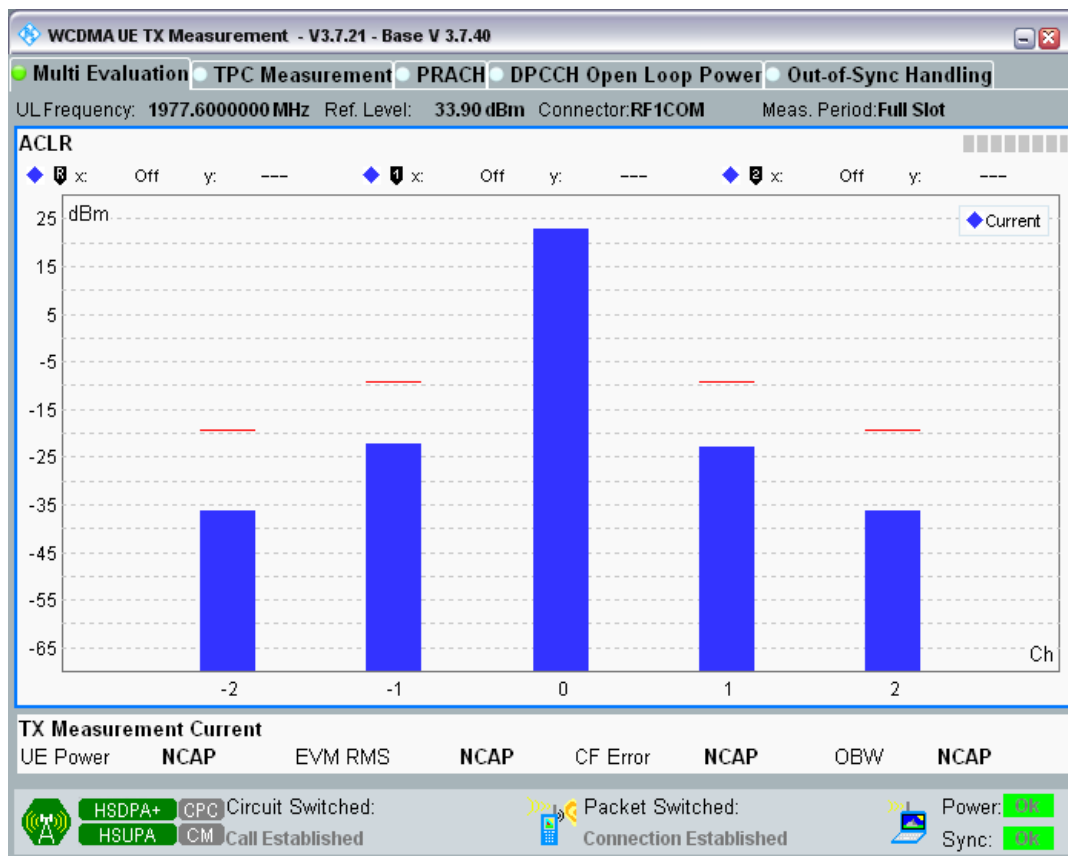 WCDMA UE TX Measurement - V3.7.21 - Base V 3.7.40
Multi Evaluation TPC Measurement PRACH DPCCH Open Loop Power Out-of-Sync Handling
UL Frequency: 1977.6000000 MHz Ref. Level: 33.90 dBm Connector:RF1COM Meas. Period:Full Slot
ACLR
R x: Off y: --- 1 x: Off y: --- 2 x: Off y: ---
dBm
Current
25
15
5
-5
-15
-25
-35
-45
-55
-65
Ch
-2 -1 0 1 2
TX Measurement Current
UE Power NCAP EVM RMS NCAP CF Error NCAP OBW NCAP
HSDPA+ CPC Circuit Switched: Packet Switched: Power: OK
HSUPA CM Call Established Connection Established Sync: OK